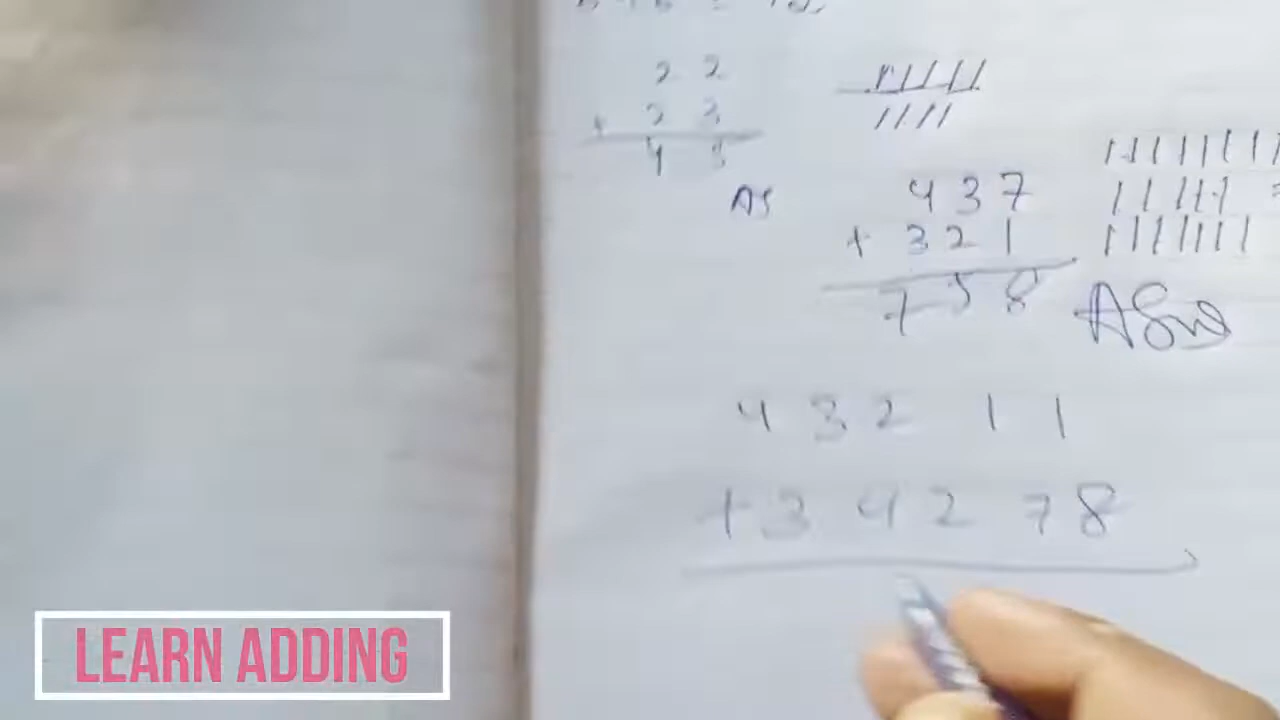 2 2
+ 2 3
4 5
AS
4 3 7
+ 3 2 1
7 5 8
4 3 2 1 1
+ 3 4 2 7 8
LEARN ADDING